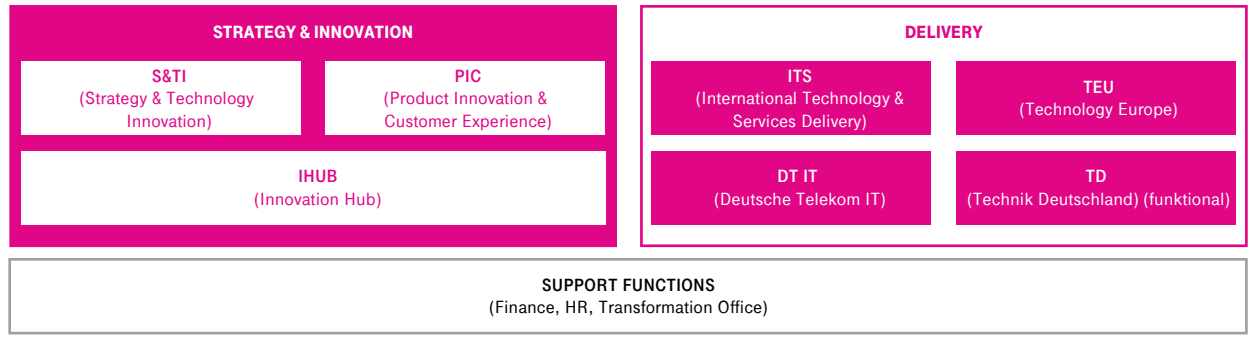 STRATEGY & INNOVATION
S&TI
(Strategy & Technology
Innovation)
PIC
(Product Innovation &
Customer Experience)
IHUB
(Innovation Hub)
DELIVERY
ITS
(International Technology &
Services Delivery)
TEU
(Technology Europe)
DT IT
(Deutsche Telekom IT)
TD
(Technik Deutschland) (funktional)
SUPPORT FUNCTIONS
(Finance, HR, Transformation Office)